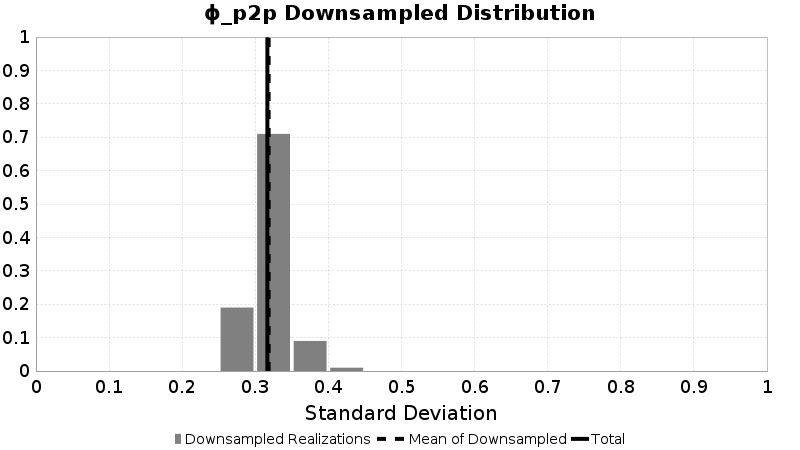 ϕ_p2p Downsampled Distribution
1
0.9
0.8
0.7
0.6
0.5
0.4
0.3
0.2
0.1
0
0 0.1 0.2 0.3 0.4 0.5 0.6 0.7 0.8 0.9 1
Standard Deviation
Downsampled Realizations Mean of Downsampled Total